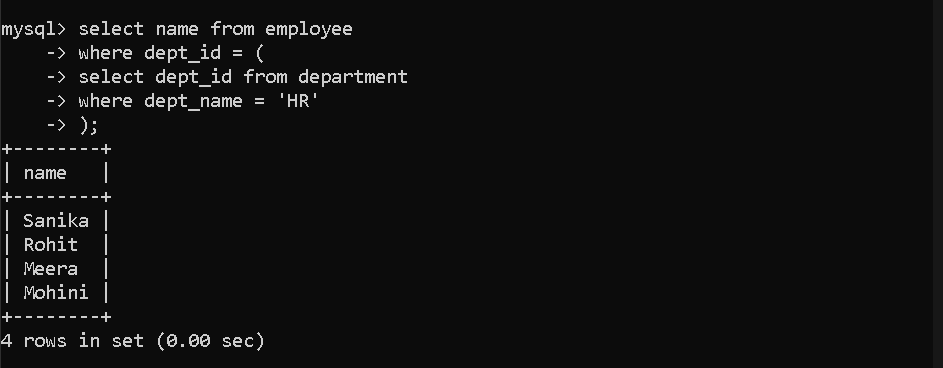 mysql> select name from employee
    -> where dept_id = (
    -> select dept_id from department
    -> where dept_name = 'HR'
    -> );
+--------+
| name   |
+--------+
| Sanika |
| Rohit  |
| Meera  |
| Mohini |
+--------+
4 rows in set (0.00 sec)